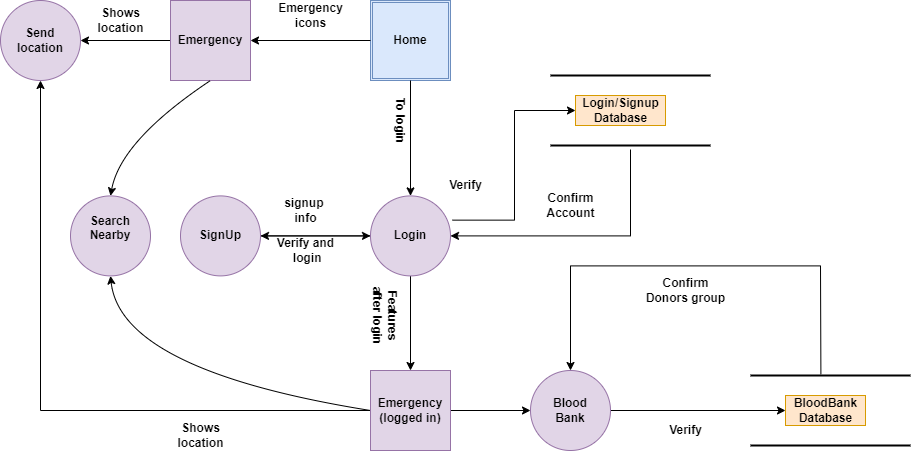 Send
location
Shows
location
Emergency
Emergency
icons
Home
To login
Login/Signup
Database
Verify
Confirm
Account
Search
Nearby
SignUp
signup
info
Verify and
login
Login
Features
after login
Confirm
Donors group
Emergency
(logged in)
Blood
Bank
BloodBank
Database
Verify
Shows
location